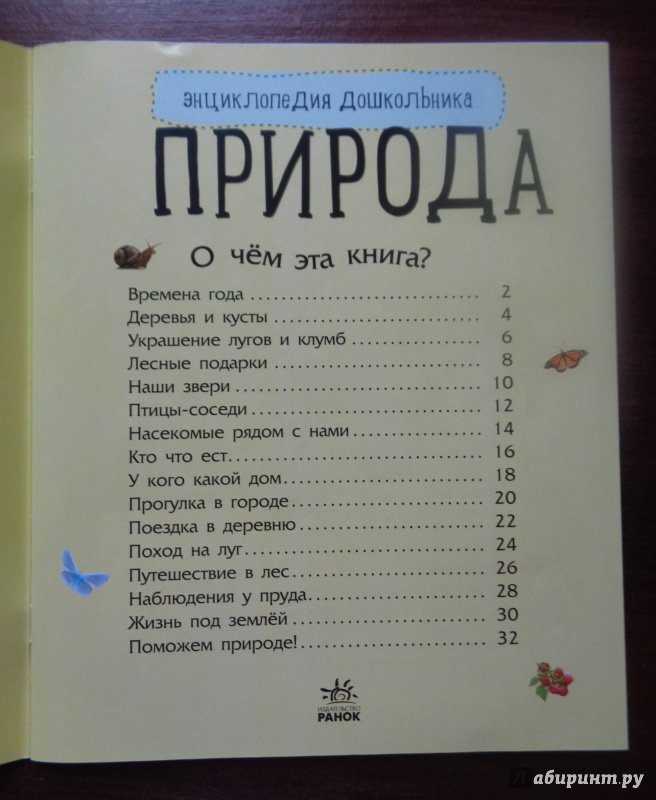 ЭНЦИКЛОПЕДИЯ ДОШКОЛЬНИКА
ПРИРОДА
О чём эта книга?
Времена года .............................. 2
Деревья и кусты ........................... 4
Украшение лугов и клумб .................. 6
Лесные подарки ............................ 8
Наши звери ................................ 10
Птицы-соседи .............................. 12
Насекомые рядом с нами ................... 14
Кто что ест ............................... 16
У кого какой дом .......................... 18
Прогулка в городе ......................... 20
Поездка в деревню ......................... 22
Поход на луг .............................. 24
Путешествие в лес ......................... 26
Наблюдения у пруда ........................ 28
Жизнь под землёй .......................... 30
Поможем природе! .......................... 32
ИЗДАТЕЛЬСТВО
РАНОК
Лабиринт.ру